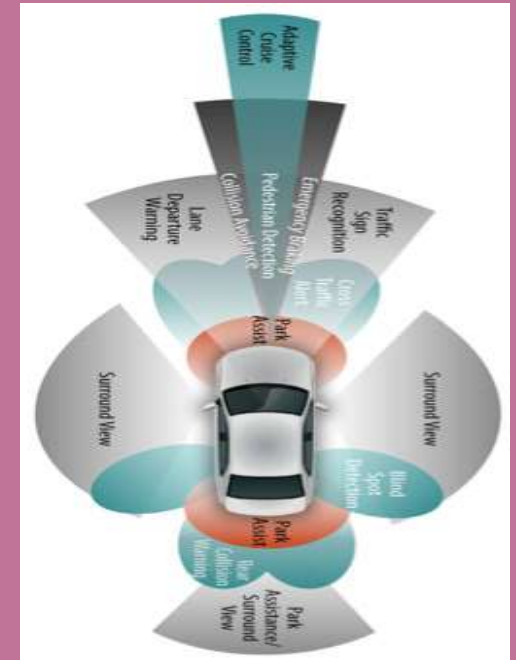 Adaptive
Cruise
Control
Emergency Braking
Pedestrian Detection
Collision Avoidance
Traffic
Sign
Recognition
Lane
Departure
Warning
Cross
Traffic
Alert
Park
Assist
Surround View
Surround View
Blind
Spot
Detection
Park
Assist
Rear
Collision
Warning
Park
Assistance/
Surround
View